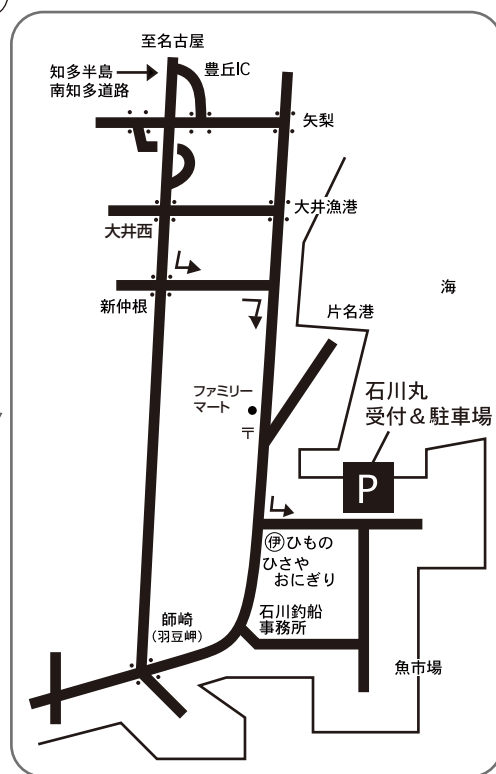 至名古屋
知多半島
南知多道路
豊丘IC
矢梨
大井漁港
大井西
新仲根
海
片名港
ファミリー
マート
〒
石川丸
受付＆駐車場
P
㋑ひもの
ひさや
おにぎり
石川釣船
事務所
師崎
(羽豆岬)
魚市場